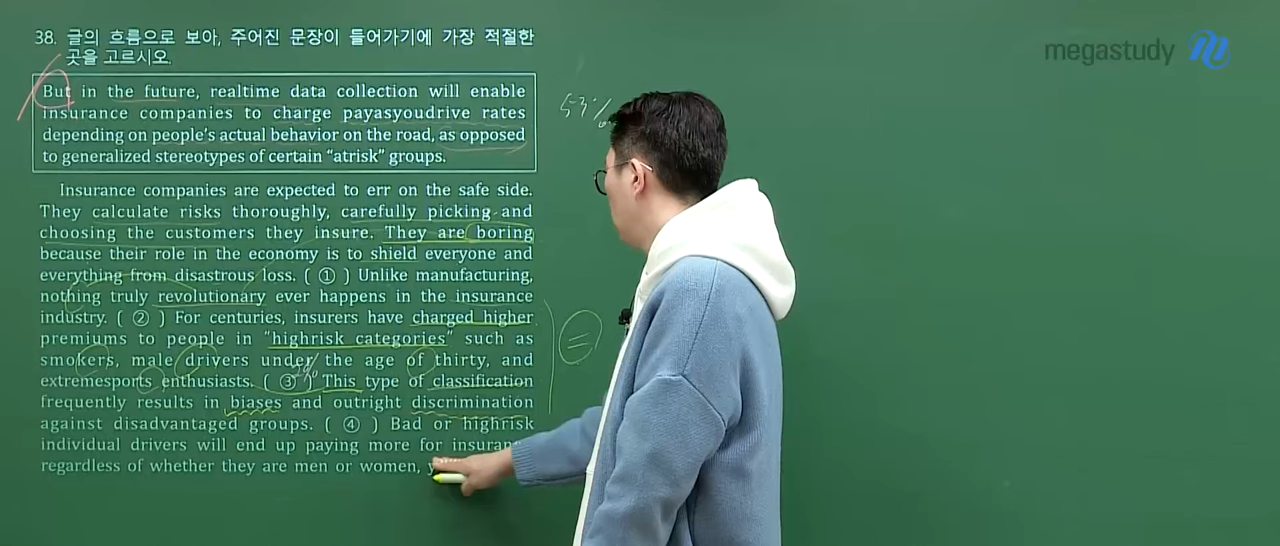 38. 글의 흐름으로 보아, 주어진 문장이 들어가기에 가장 적절한
곳을 고르시오.
But in the future, realtime data collection will enable
insurance companies to charge payasyoudrive rates
depending on people's actual behavior on the road, as opposed
to generalized stereotypes of certain "atrisk" groups.
Insurance companies are expected to err on the safe side.
They calculate risks thoroughly, carefully picking and
choosing the customers they insure. They are boring
because their role in the economy is to shield everyone and
everything from disastrous loss. ( ① ) Unlike manufacturing,
nothing truly revolutionary ever happens in the insurance
industry. ( ② ) For centuries, insurers have charged higher
premiums to people in "highrisk categories" such as
smokers, male drivers under the age of thirty, and
extremesports enthusiasts. ( ③ ) This type of classification
frequently results in biases and outright discrimination
against disadvantaged groups. ( ④ ) Bad or highrisk
individual drivers will end up paying more for
regardless of whether they are men or women,
53%
megastudy